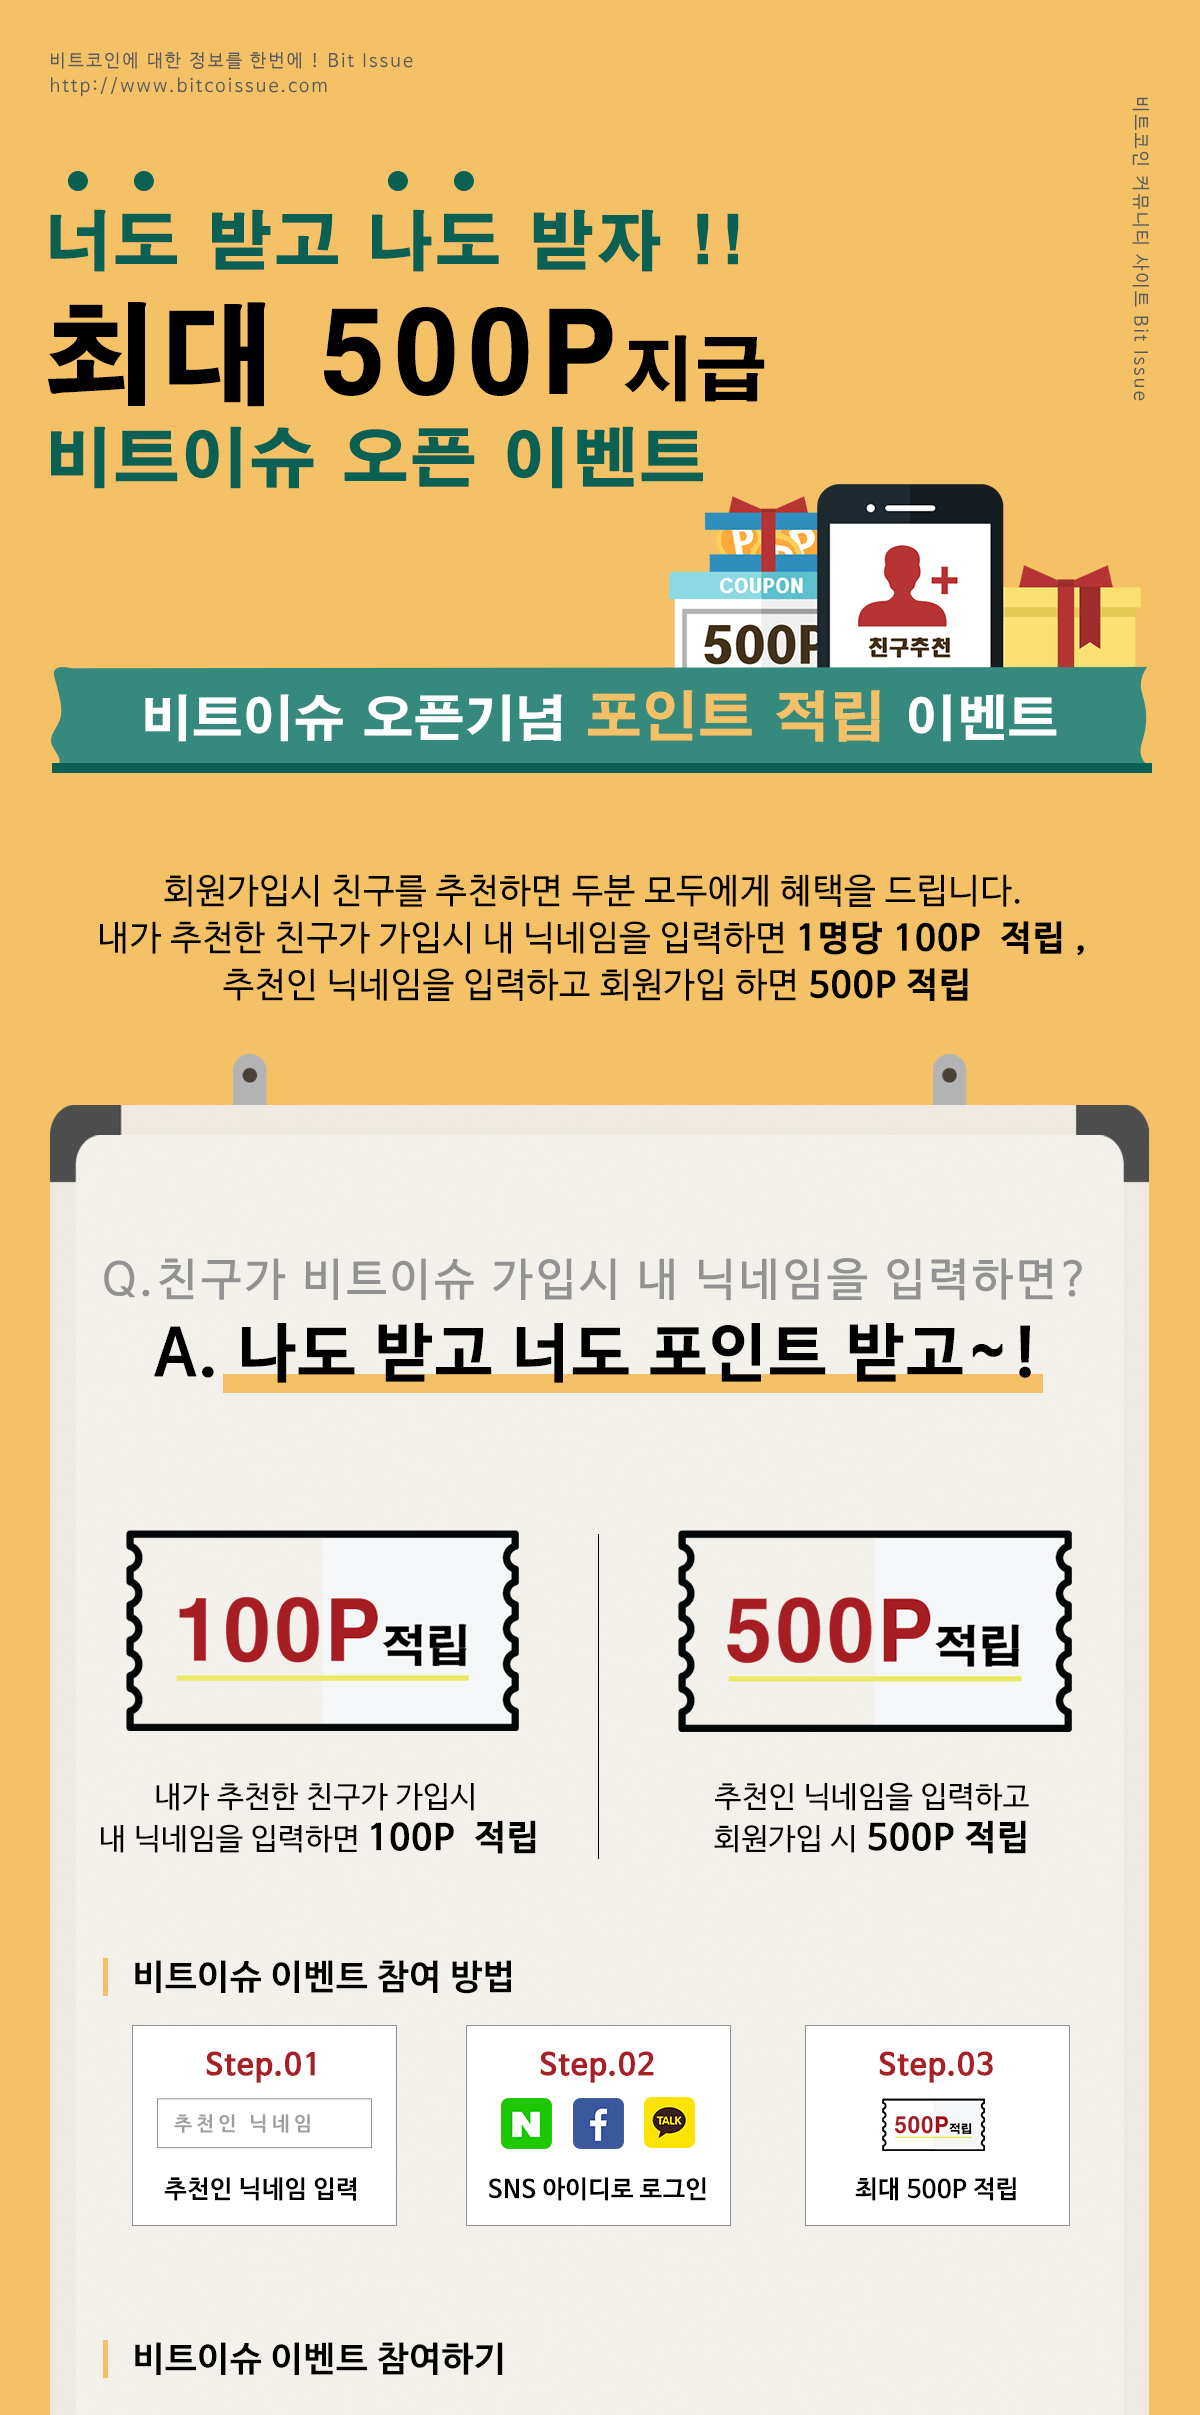 비트코인에 대한 정보를 한번에 ! Bit Issue
http://www.bitcoissue.com
비트코인 커뮤니티 사이트 Bit Issue
너도 받고 나도 받자 !!
최대 500P지급
비트이슈 오픈 이벤트
P P P
COUPON
500P
친구추천
비트이슈 오픈기념 포인트 적립 이벤트
회원가입시 친구를 추천하면 두분 모두에게 혜택을 드립니다.
내가 추천한 친구가 가입시 내 닉네임을 입력하면 1명당 100P 적립 ,
추천인 닉네임을 입력하고 회원가입 하면 500P 적립
Q.친구가 비트이슈 가입시 내 닉네임을 입력하면?
A. 나도 받고 너도 포인트 받고~!
100P적립
500P적립
내가 추천한 친구가 가입시
내 닉네임을 입력하면 100P 적립
추천인 닉네임을 입력하고
회원가입 시 500P 적립
비트이슈 이벤트 참여 방법
Step.01
추천인 닉네임
추천인 닉네임 입력
Step.02
N f TALK
SNS 아이디로 로그인
Step.03
500P적립
최대 500P 적립
비트이슈 이벤트 참여하기